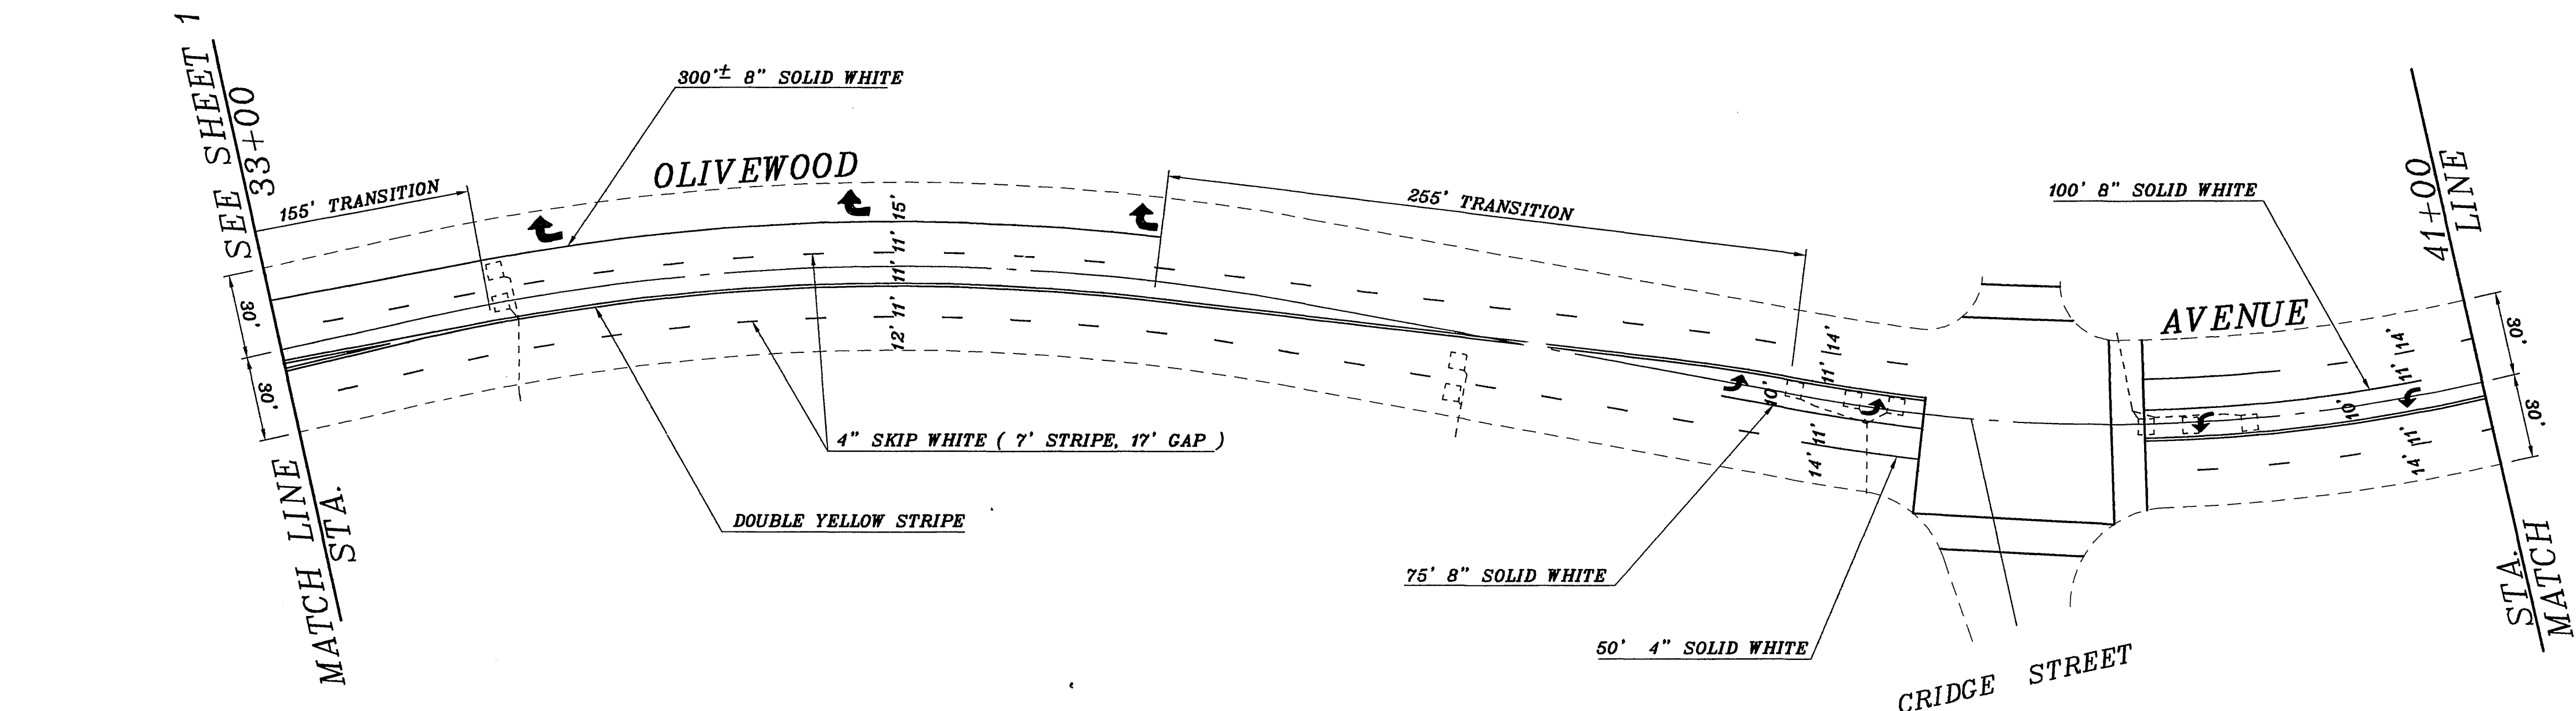 SEE SHEET 1
33+00
MATCH LINE
STA.
155' TRANSITION
30'
30'
300'± 8" SOLID WHITE
OLIVEWOOD
15'
11'
11'
11'
12'
4" SKIP WHITE ( 7' STRIPE, 17' GAP )
DOUBLE YELLOW STRIPE
255' TRANSITION
14'
11'
10'
11'
14'
75' 8" SOLID WHITE
50' 4" SOLID WHITE
CRIDGE STREET
100' 8" SOLID WHITE
AVENUE
14'
11'
10'
11'
14'
30'
30'
41+00
LINE
STA.
MATCH